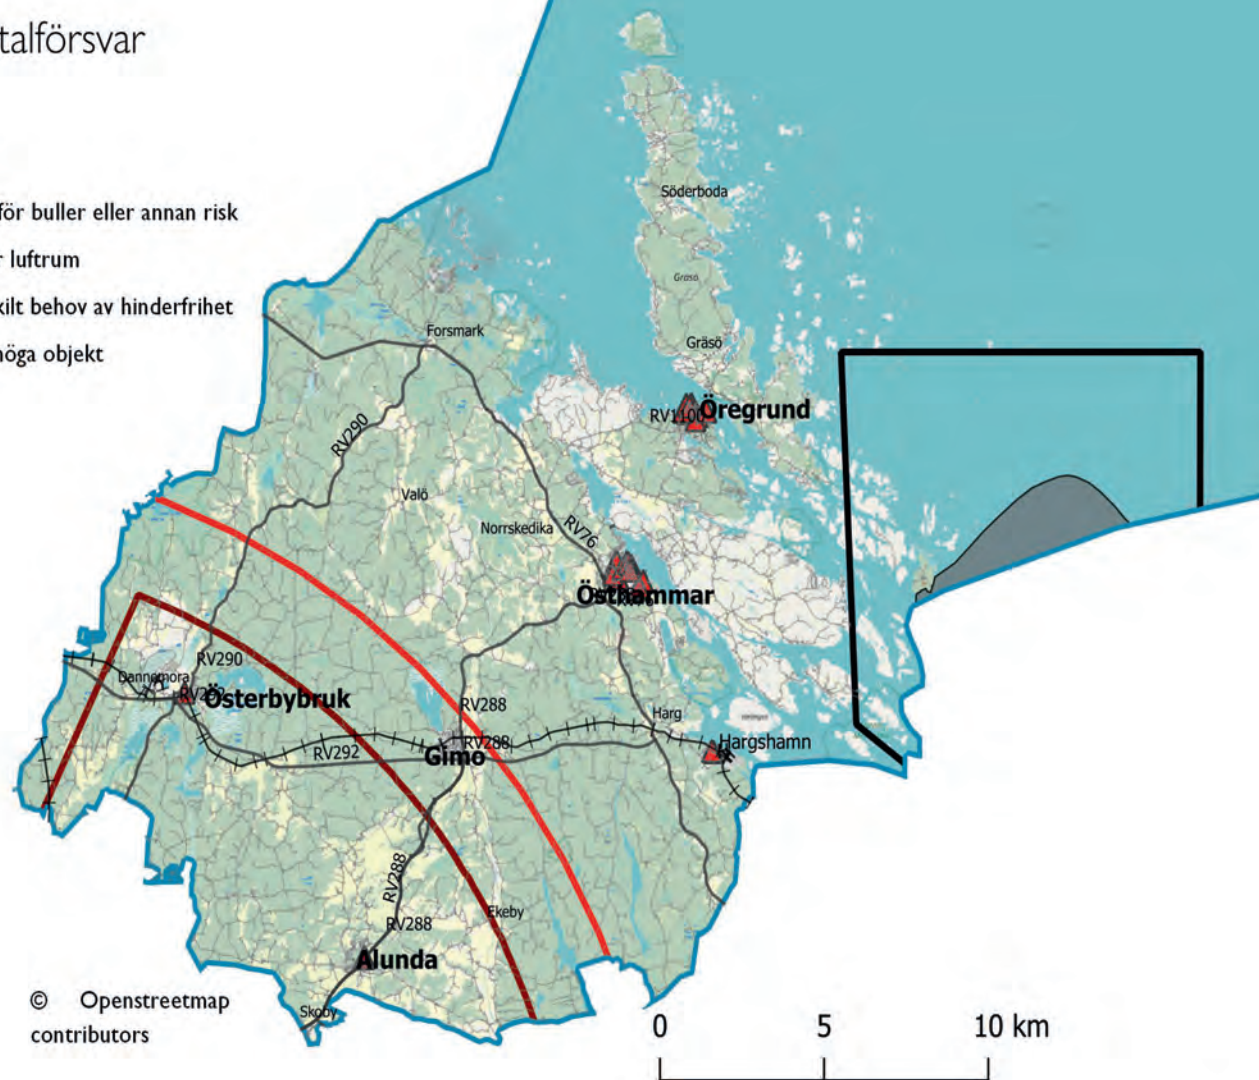 talförsvar
för buller eller annan risk
r luftrum
kilt behov av hinderfrihet
höga objekt
Söderboda
Gräsö
Forsmark
Gräsö
RV1100
Öregrund
RV290
Valö
Norrskedika
RV76
Östhammar
RV290
Dannemora
Österbybruk
RV288
Harg
RV288
Hargshamn
RV292
Gimo
RV288
Ekeby
RV288
Alunda
© Openstreetmap
contributors
Skoby
0 5 10 km